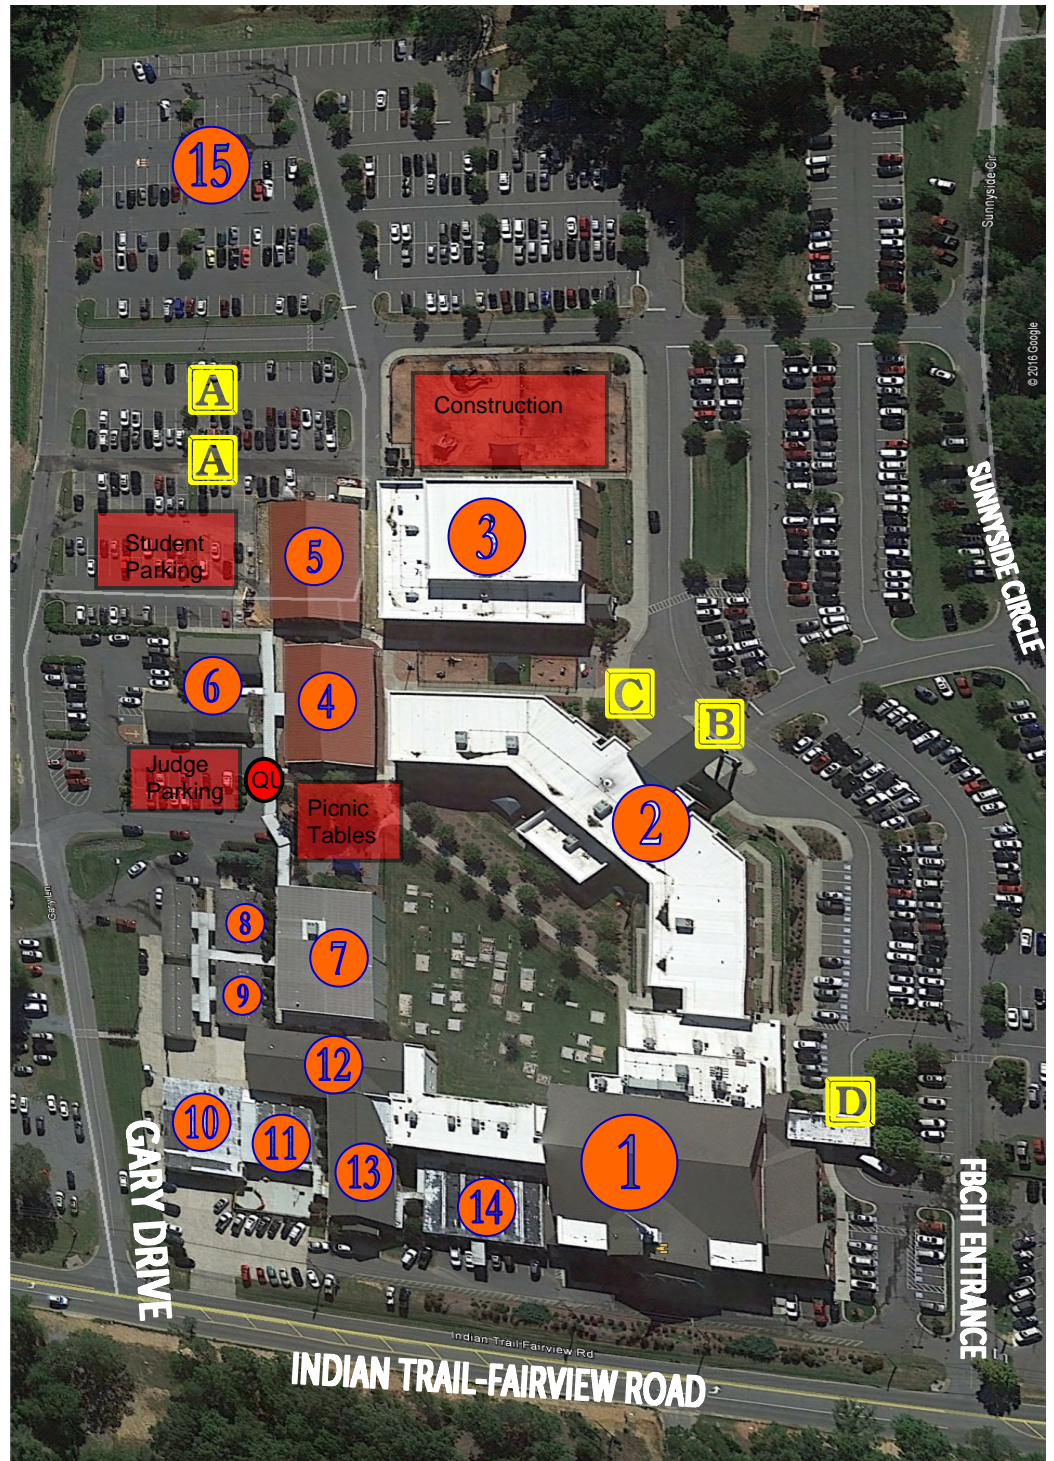 15
Sunnyside Cir
© 2016 Google
A
Construction
A
SUNNYSIDE CIRCLE
3
5
Student
Parking
6
4
C
B
Judge
Parking
QL
Picnic
Tables
2
Gary Ln
8
7
9
12
D
10
11
13
1
14
GARY DRIVE
FBCIT ENTRANCE
Indian Trail Fairview Rd
INDIAN TRAIL-FAIRVIEW ROAD